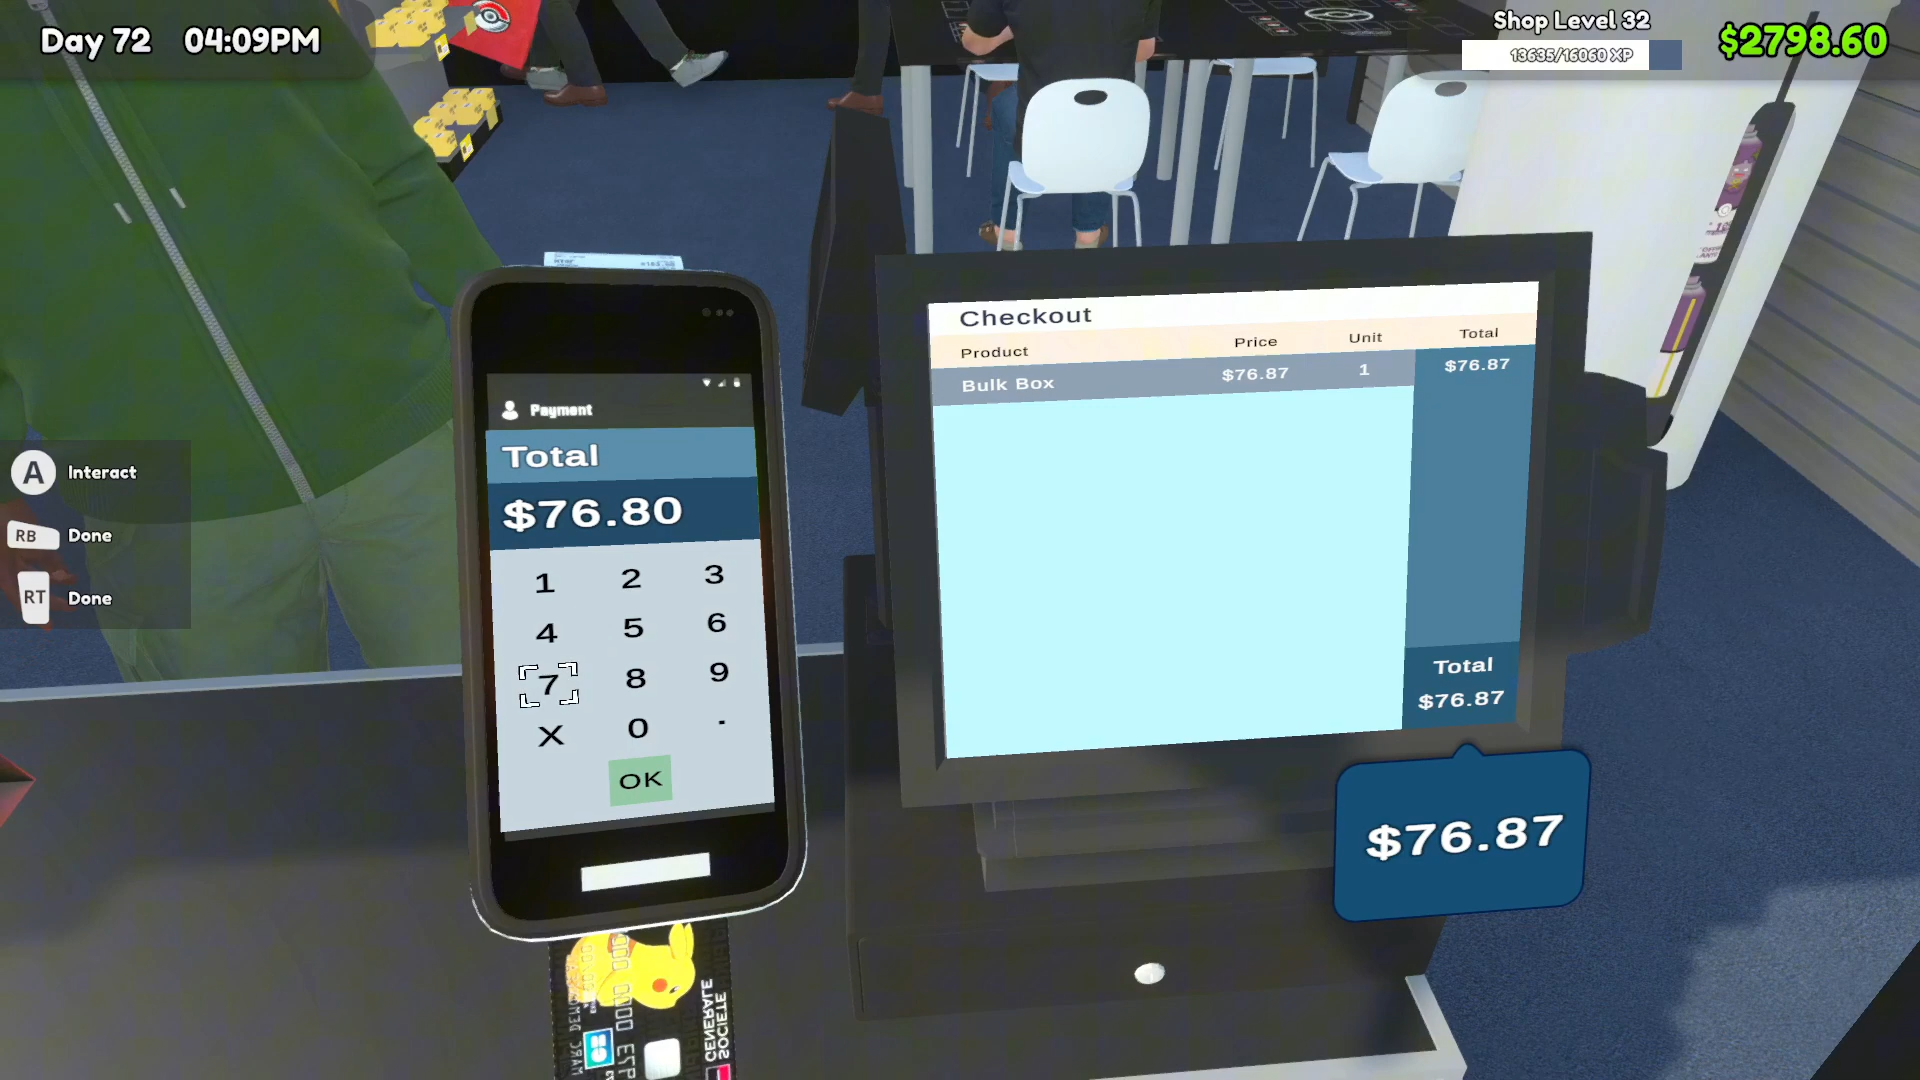 Day 72 04:09PM
Shop Level 32
13635/16060 XP
$2798.60
A Interact
RB Done
RT Done
Payment
Total
$76.80
1 2 3
4 5 6
7 8 9
X 0 .
OK
Checkout
Product Price Unit Total
Bulk Box $76.87 1 $76.87
Total
$76.87
$76.87
SOCIETE
GENERALE